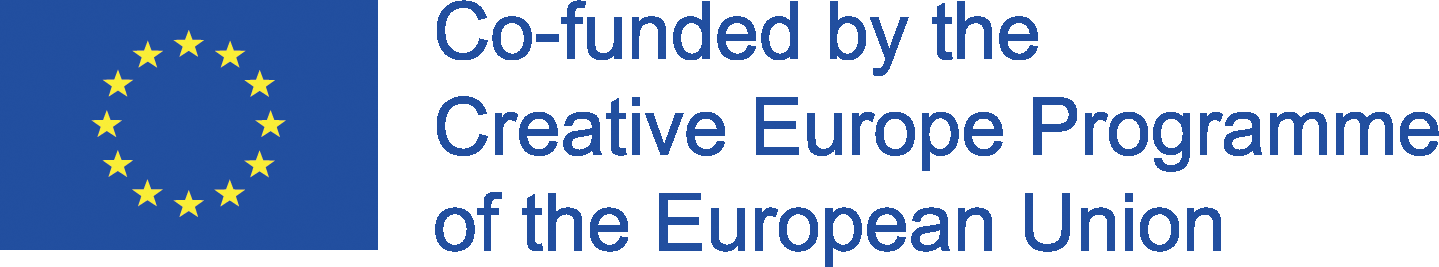 Co-funded by the
Creative Europe Programme
of the European Union